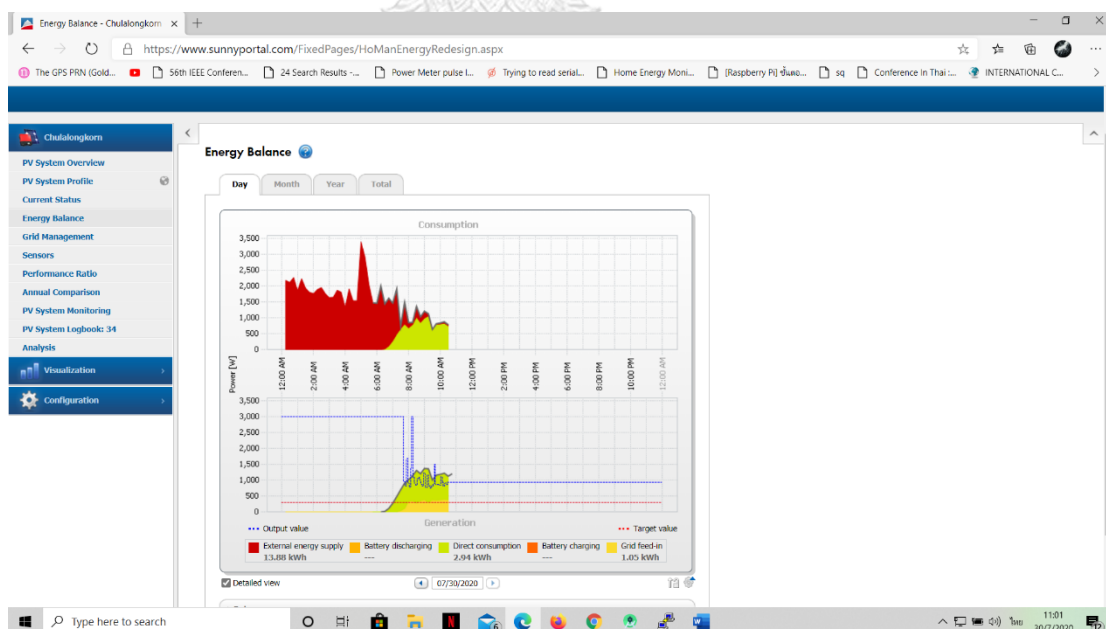 Energy Balance - Chulalongkorn
https://www.sunnyportal.com/FixedPages/HoManEnergyRedesign.aspx
The GPS PRN (Gold...
56th IEEE Conferen...
24 Search Results -...
Power Meter pulse l...
Trying to read serial...
Home Energy Moni...
[Raspberry Pi]
sq
Conference in Thai :...
INTERNATIONAL C...
Chulalongkorn
PV System Overview
PV System Profile
Current Status
Energy Balance
Grid Management
Sensors
Performance Ratio
Annual Comparison
PV System Monitoring
PV System Logbook: 34
Analysis
Visualization
Configuration
Energy Balance
Day Month Year Total
Consumption
3,500
3,000
2,500
2,000
1,500
1,000
500
0
Power [W]
12:00 AM 2:00 AM 4:00 AM 6:00 AM 8:00 AM 10:00 AM 12:00 PM 2:00 PM 4:00 PM 6:00 PM 8:00 PM 10:00 PM 12:00 AM
3,500
3,000
2,500
2,000
1,500
1,000
500
0
Output value
Generation
Target value
External energy supply Battery discharging Direct consumption Battery charging Grid feed-in
13.88 kWh --- 2.94 kWh --- 1.05 kWh
Detailed view
07/30/2020
Type here to search
ไทย
11:01
30/7/2020